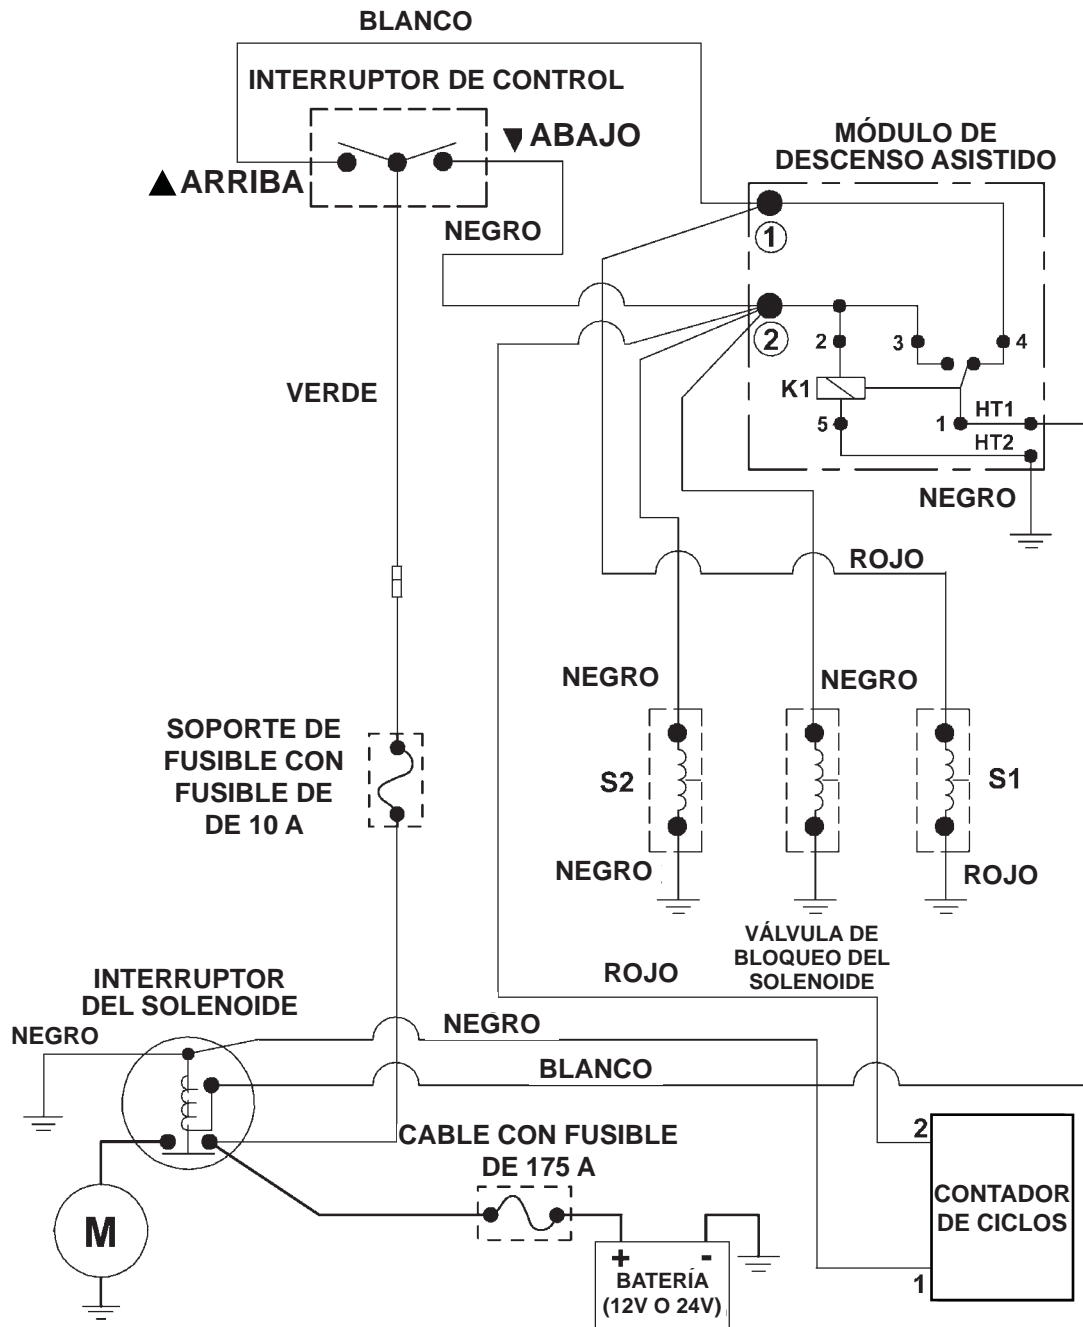 BLANCO
INTERRUPTOR DE CONTROL
▼ ABAJO
▲ ARRIBA
NEGRO
MÓDULO DE
DESCENSO ASISTIDO
1
2
2
3
4
K1
5
1
HT1
HT2
NEGRO
VERDE
ROJO
NEGRO
NEGRO
SOPORTE DE
FUSIBLE CON
FUSIBLE DE
DE 10 A
S2
S1
NEGRO
ROJO
VÁLVULA DE
BLOQUEO DEL
SOLENOIDE
ROJO
INTERRUPTOR
DEL SOLENOIDE
NEGRO
NEGRO
BLANCO
CABLE CON FUSIBLE
DE 175 A
2
CONTADOR
DE CICLOS
1
M
+ -
BATERÍA
(12V O 24V)